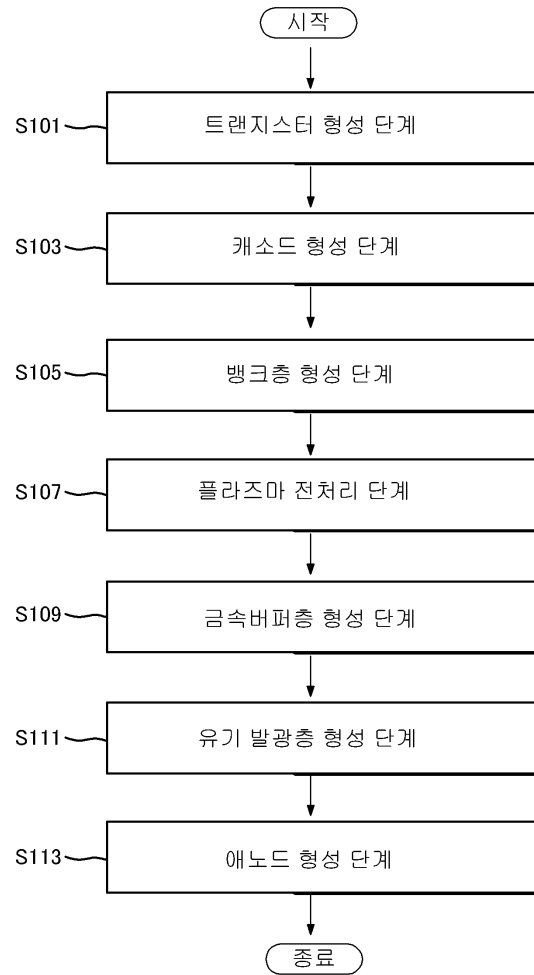 시작
S101 트랜지스터 형성 단계
S103 캐소드 형성 단계
S105 뱅크층 형성 단계
S107 플라즈마 전처리 단계
S109 금속버퍼층 형성 단계
S111 유기 발광층 형성 단계
S113 애노드 형성 단계
종료